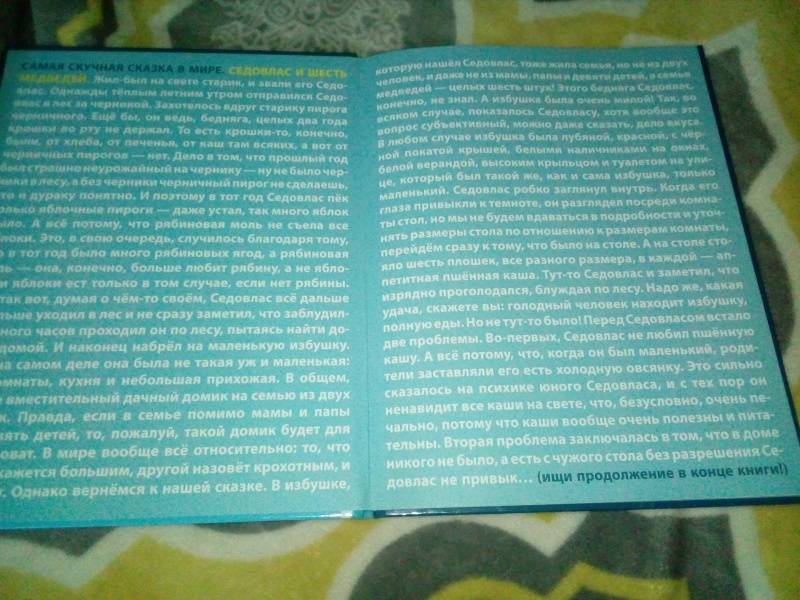 САМАЯ СКУЧНАЯ СКАЗКА В МИРЕ. СЕДОВЛАС И ШЕСТЬ
МЕДВЕДЕЙ. Жил-был на свете старик, и звали его Седо-
влас. Однажды тёплым летним утром отправился Седо-
влас в лес за черникой. Захотелось вдруг старику пирога
черничного. Ещё бы, он ведь, бедняга, целых два года
крошки во рту не держал. То есть крошки-то, конечно,
были, от хлеба, от печенья, от каш там всяких, а вот от
черничных пирогов — нет. Дело в том, что прошлый год
был страшно неурожайный на чернику — ну не было чер-
ники в лесу, а без черники черничный пирог не сделаешь,
это и дураку понятно. И поэтому в тот год Седовлас пёк
только яблочные пироги — даже устал, так много яблок
было. А всё потому, что рябиновая моль не съела все
яблоки. Это, в свою очередь, случилось благодаря тому,
в тот год было много рябиновых ягод, а рябиновая
ль — она, конечно, больше любит рябину, а не ябло-
и яблоки ест только в том случае, если нет рябины.
так вот, думая о чём-то своём, Седовлас всё дальше
льше уходил в лес и не сразу заметил, что заблудил-
ного часов проходил он по лесу, пытаясь найти до-
домой. И наконец набрёл на маленькую избушку.
на самом деле она была не такая уж и маленькая:
омнаты, кухня и небольшая прихожая. В общем,
е вместительный дачный домик на семью из двух
к. Правда, если в семье помимо мамы и папы
вять детей, то, пожалуй, такой домик будет для
оват. В мире вообще всё относительно: то, что
кажется большим, другой назовёт крохотным, и
т. Однако вернёмся к нашей сказке. В избушке,
которую нашёл Седовлас, тоже жила семья, но не из двух
человек, и даже не из мамы, папы и девяти детей, а семья
медведей — целых шесть штук! Этого бедняга Седовлас,
конечно, не знал. А избушка была очень милой! Так, во
всяком случае, показалось Седовласу, хотя вообще это
вопрос субъективный, можно даже сказать, дело вкуса.
В любом случае избушка была лубяной, красной, с чёр-
ной покатой крышей, белыми наличниками на окнах,
белой верандой, высоким крыльцом и туалетом на ули-
це, который был такой же, как и сама избушка, только
маленький. Седовлас робко заглянул внутрь. Когда его
глаза привыкли к темноте, он разглядел посреди комна-
ты стол, но мы не будем вдаваться в подробности и уточ-
нять размеры стола по отношению к размерам комнаты,
перейдём сразу к тому, что было на столе. А на столе сто-
яло шесть плошек, все разного размера, в каждой — ап-
петитная пшённая каша. Тут-то Седовлас и заметил, что
изрядно проголодался, блуждая по лесу. Надо же, какая
удача, скажете вы: голодный человек находит избушку,
полную еды. Но не тут-то было! Перед Седовласом встало
две проблемы. Во-первых, Седовлас не любил пшённую
кашу. А всё потому, что, когда он был маленький, роди-
тели заставляли его есть холодную овсянку. Это сильно
сказалось на психике юного Седовласа, и с тех пор он
ненавидит все каши на свете, что, безусловно, очень пе-
чально, потому что каши вообще очень полезны и пита-
тельны. Вторая проблема заключалась в том, что в доме
никого не было, а есть с чужого стола без разрешения Се-
довлас не привык... (ищи продолжение в конце книги!)